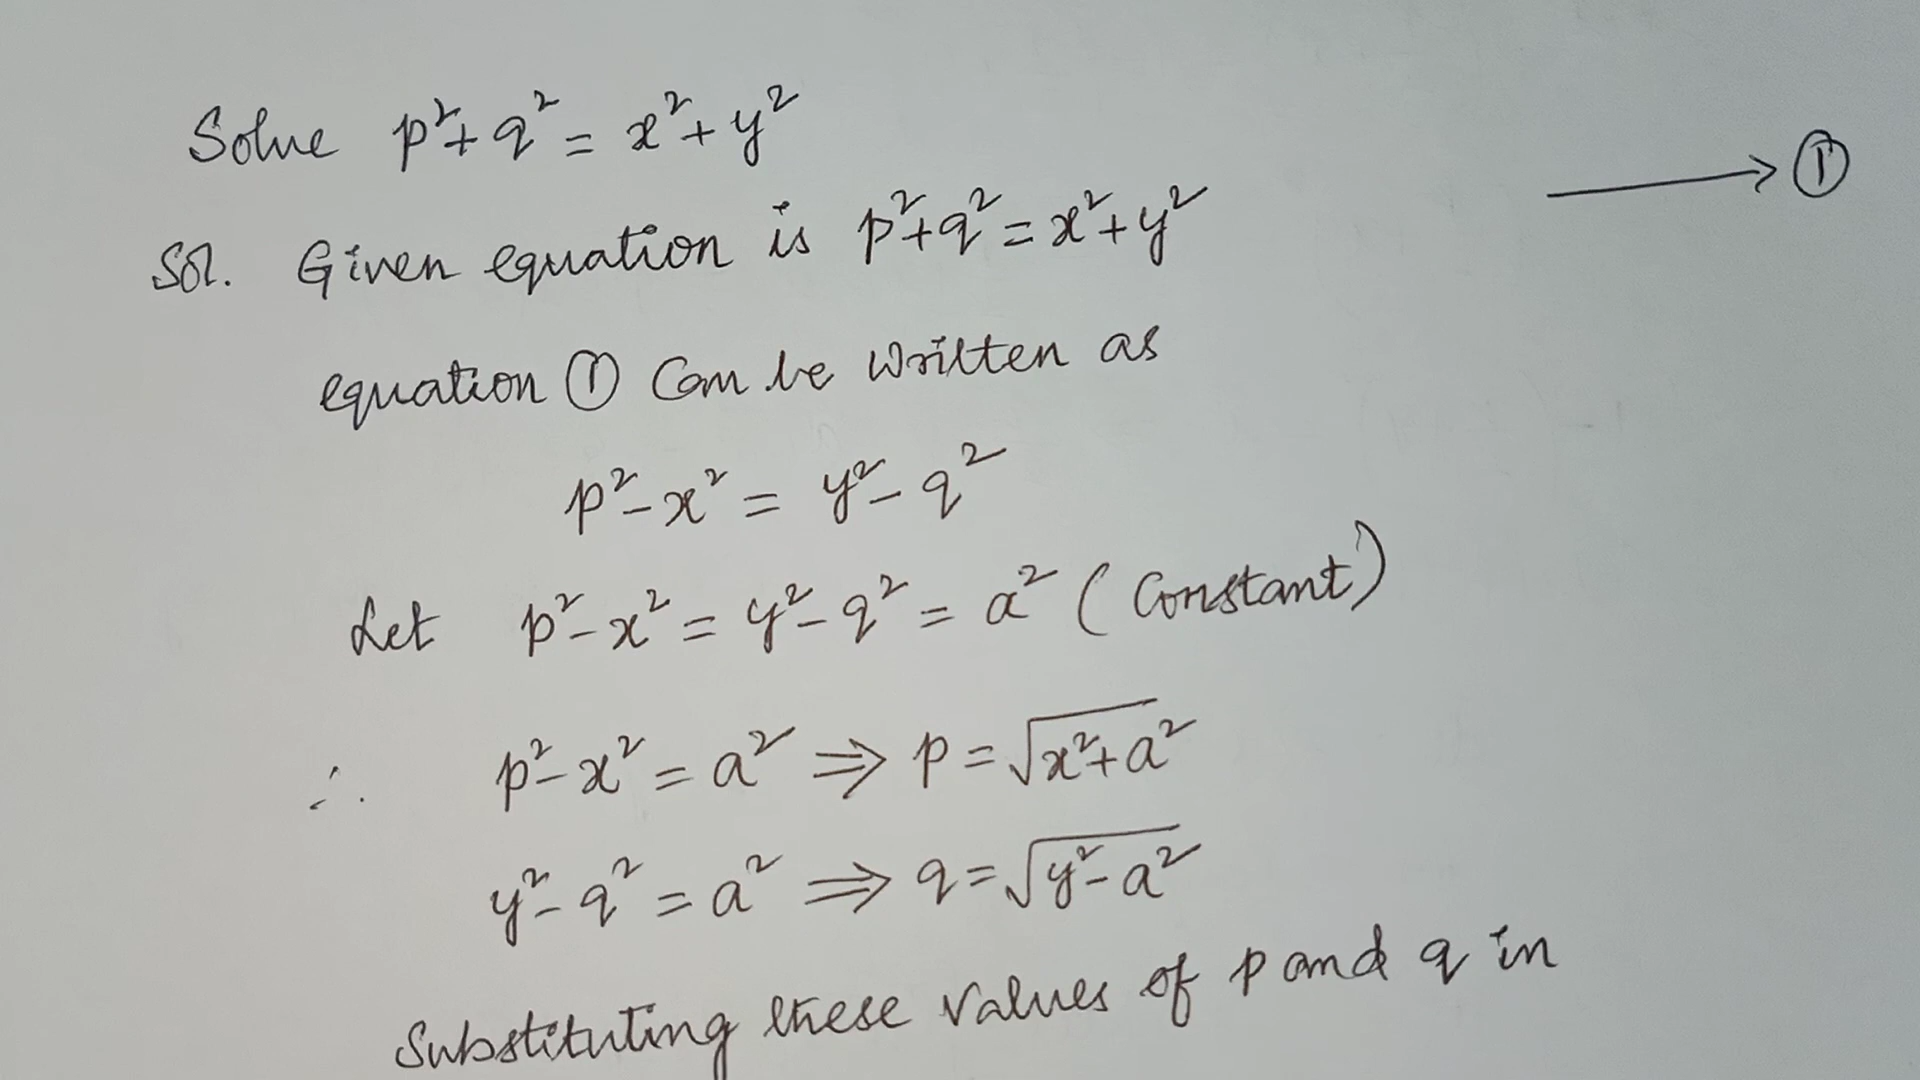 Solve p²+q² = x²+y²
Sol. Given equation is p²+q² = x²+y² → ①
equation ① Can be written as
p²-x² = y²-q²
Let p²-x² = y²-q² = a² (Constant)
∴ p²-x² = a² ⇒ p = √x²+a²
y²-q² = a² ⇒ q = √y²-a²
Substituting these values of p and q in